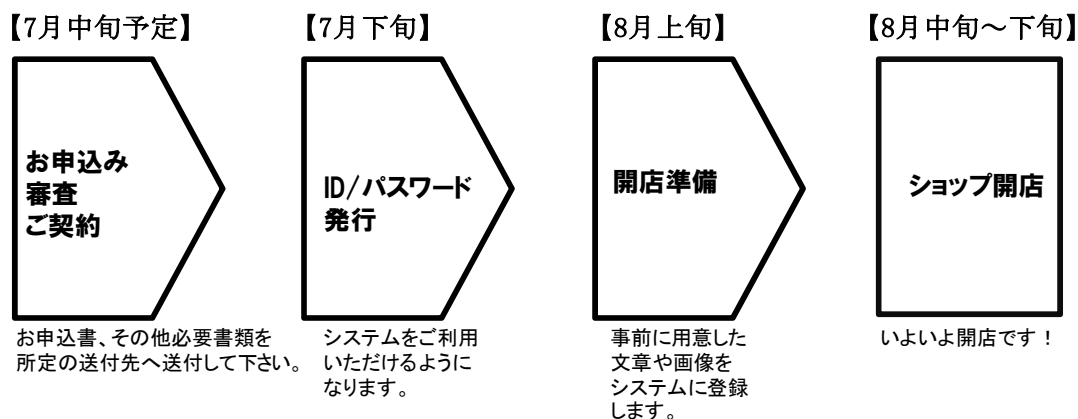 【7月中旬予定】
【7月下旬】
【8月上旬】
【8月中旬～下旬】
お申込み
審査
ご契約
ID/パスワード
発行
開店準備
ショップ開店
お申込書、その他必要書類を
所定の送付先へ送付して下さい。
システムをご利用
いただけるように
なります。
事前に用意した
文章や画像を
システムに登録
します。
いよいよ開店です！